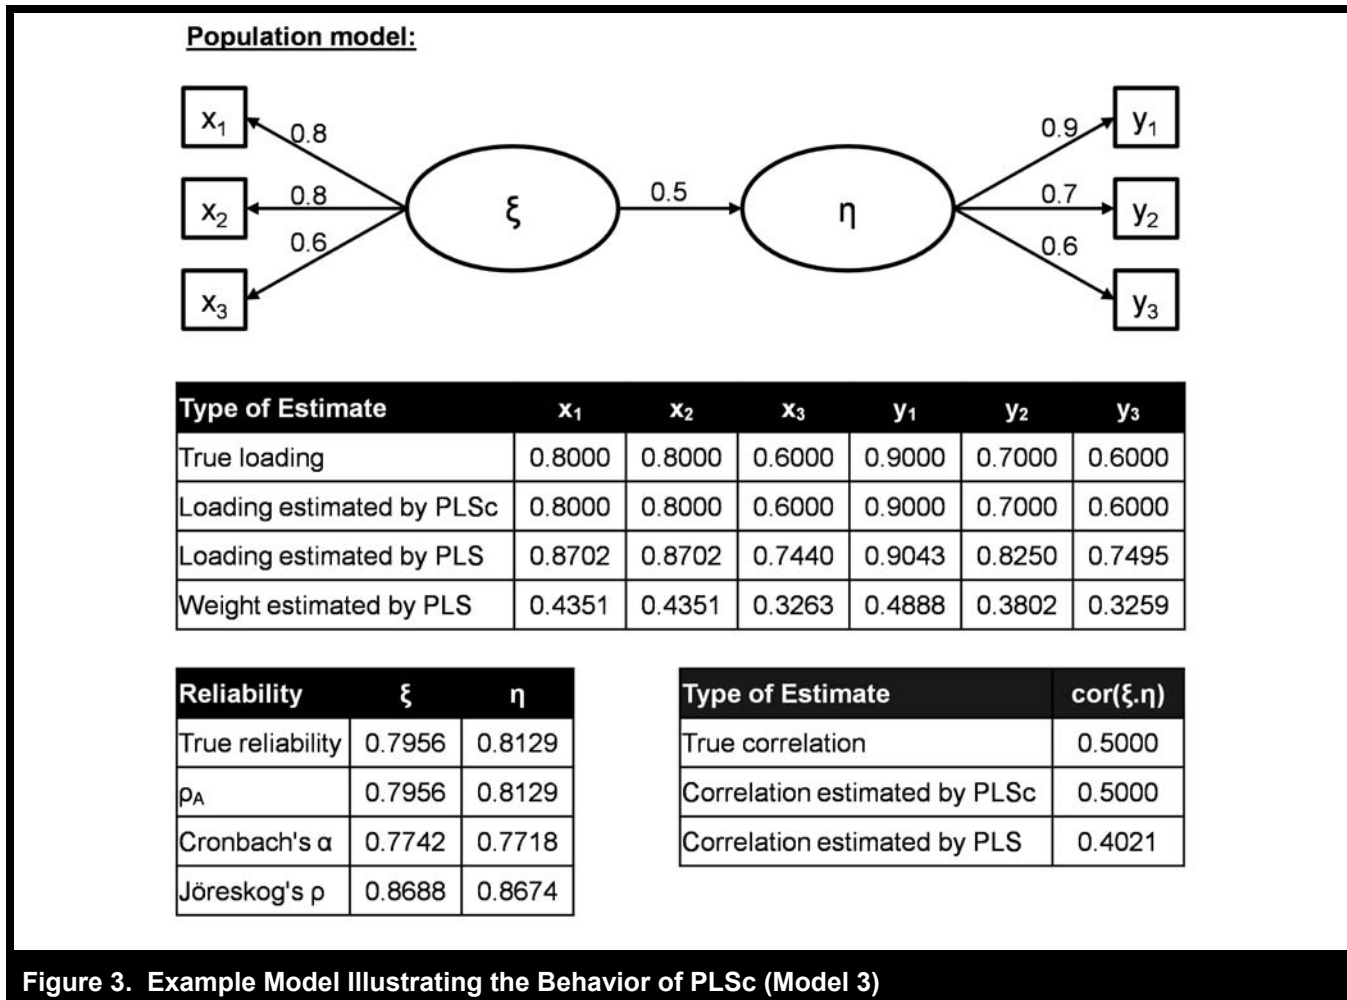 Population model:
x₁ 0.8 0.9 y₁
x₂ 0.8 ξ 0.5 η 0.7 y₂
x₃ 0.6 0.6 y₃
Type of Estimate x₁ x₂ x₃ y₁ y₂ y₃
True loading 0.8000 0.8000 0.6000 0.9000 0.7000 0.6000
Loading estimated by PLSc 0.8000 0.8000 0.6000 0.9000 0.7000 0.6000
Loading estimated by PLS 0.8702 0.8702 0.7440 0.9043 0.8250 0.7495
Weight estimated by PLS 0.4351 0.4351 0.3263 0.4888 0.3802 0.3259
Reliability ξ η
True reliability 0.7956 0.8129
ρA 0.7956 0.8129
Cronbach's α 0.7742 0.7718
Jöreskog's ρ 0.8688 0.8674
Type of Estimate cor(ξ.η)
True correlation 0.5000
Correlation estimated by PLSc 0.5000
Correlation estimated by PLS 0.4021
Figure 3. Example Model Illustrating the Behavior of PLSc (Model 3)